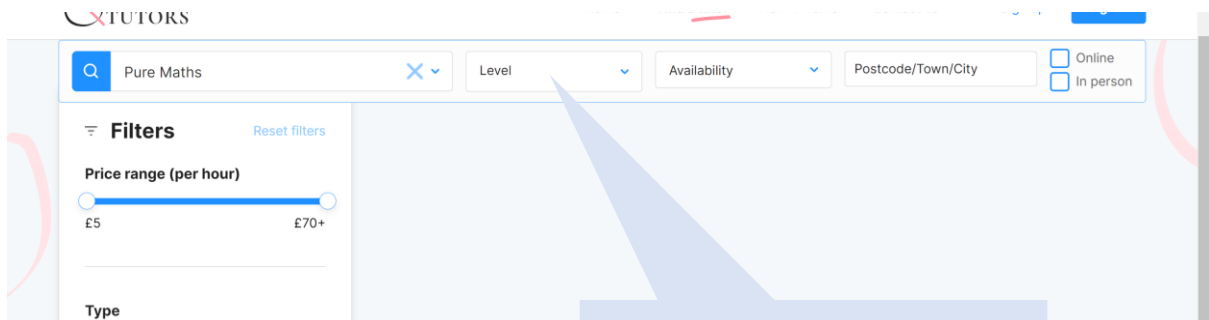 TUTORS
Pure Maths
Level
Availability
Postcode/Town/City
Online
In person
Filters
Reset filters
Price range (per hour)
£5
£70+
Type